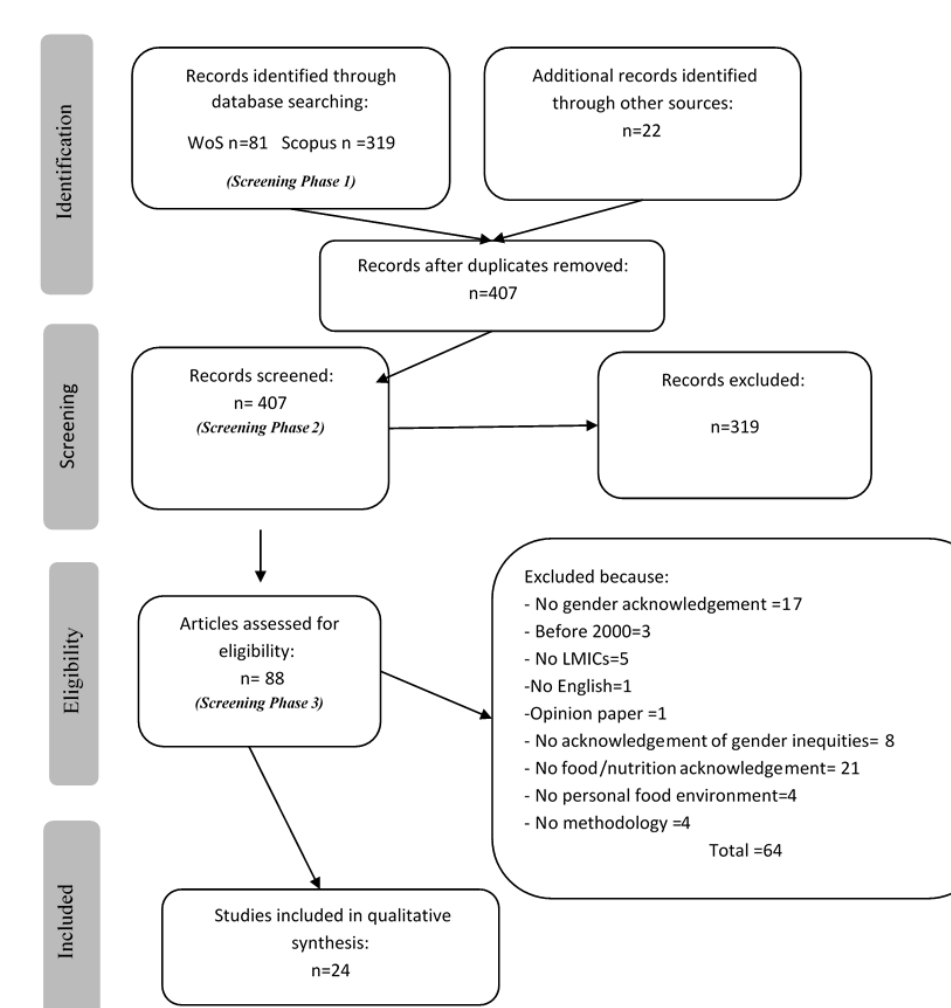 Identification
Records identified through
database searching:
WoS n=81   Scopus n =319
(Screening Phase 1)
Additional records identified
through other sources:
n=22
Records after duplicates removed:
n=407
Screening
Records screened:
n= 407
(Screening Phase 2)
Records excluded:
n=319
Eligibility
Articles assessed for
eligibility:
n= 88
(Screening Phase 3)
Excluded because:
- No gender acknowledgement =17
- Before 2000=3
- No LMICs=5
-No English=1
-Opinion paper =1
- No acknowledgement of gender inequities= 8
- No food/nutrition acknowledgement= 21
- No personal food environment=4
- No methodology =4
Total =64
Included
Studies included in qualitative
synthesis:
n=24